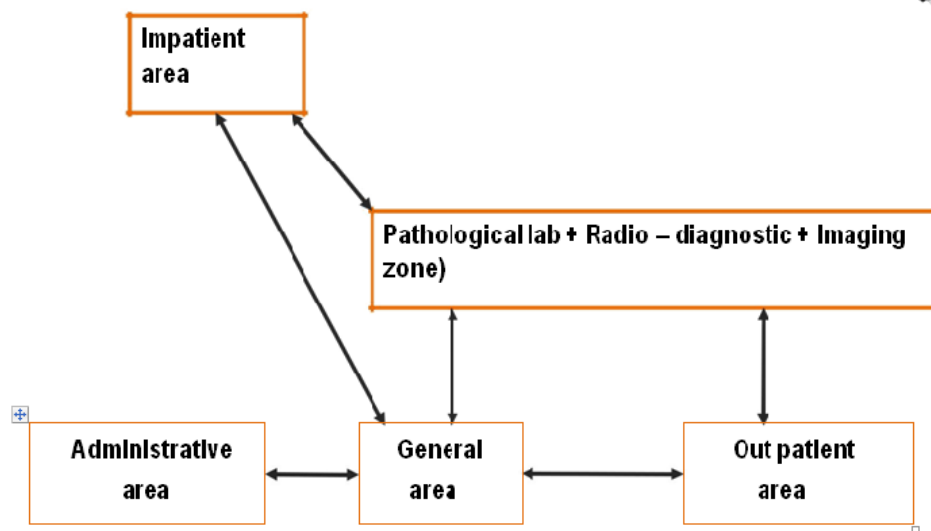 Impatient
area
Pathological lab + Radio – diagnostic + Imaging
zone)
Administrative
area
General
area
Out patient
area